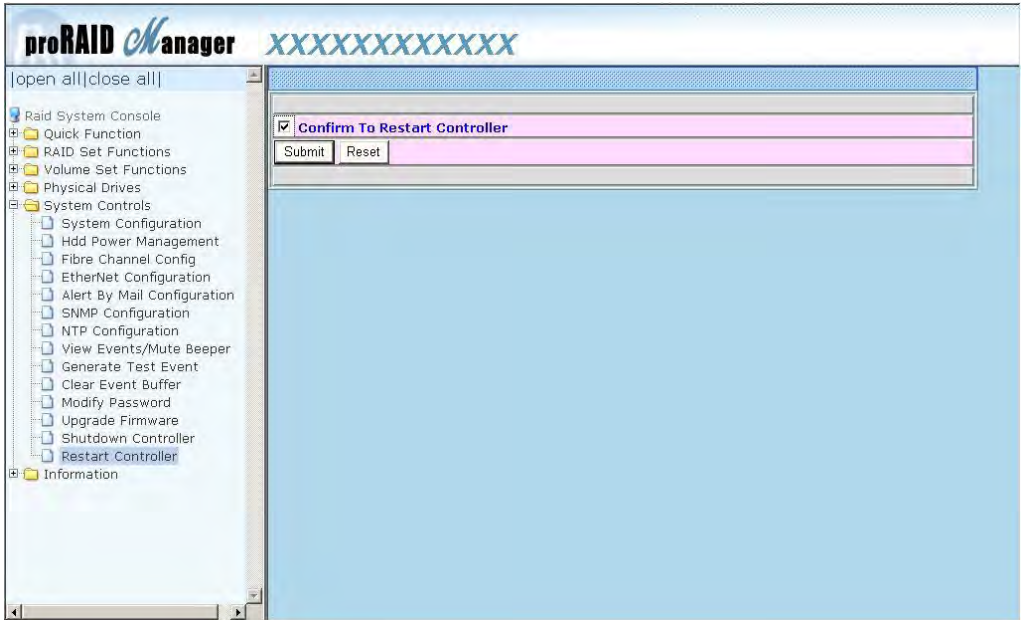 proRAID Manager XXXXXXXXXXXX
|open all|close all|
Raid System Console
Quick Function
RAID Set Functions
Volume Set Functions
Physical Drives
System Controls
System Configuration
Hdd Power Management
Fibre Channel Config
EtherNet Configuration
Alert By Mail Configuration
SNMP Configuration
NTP Configuration
View Events/Mute Beeper
Generate Test Event
Clear Event Buffer
Modify Password
Upgrade Firmware
Shutdown Controller
Restart Controller
Information
Confirm To Restart Controller
Submit Reset